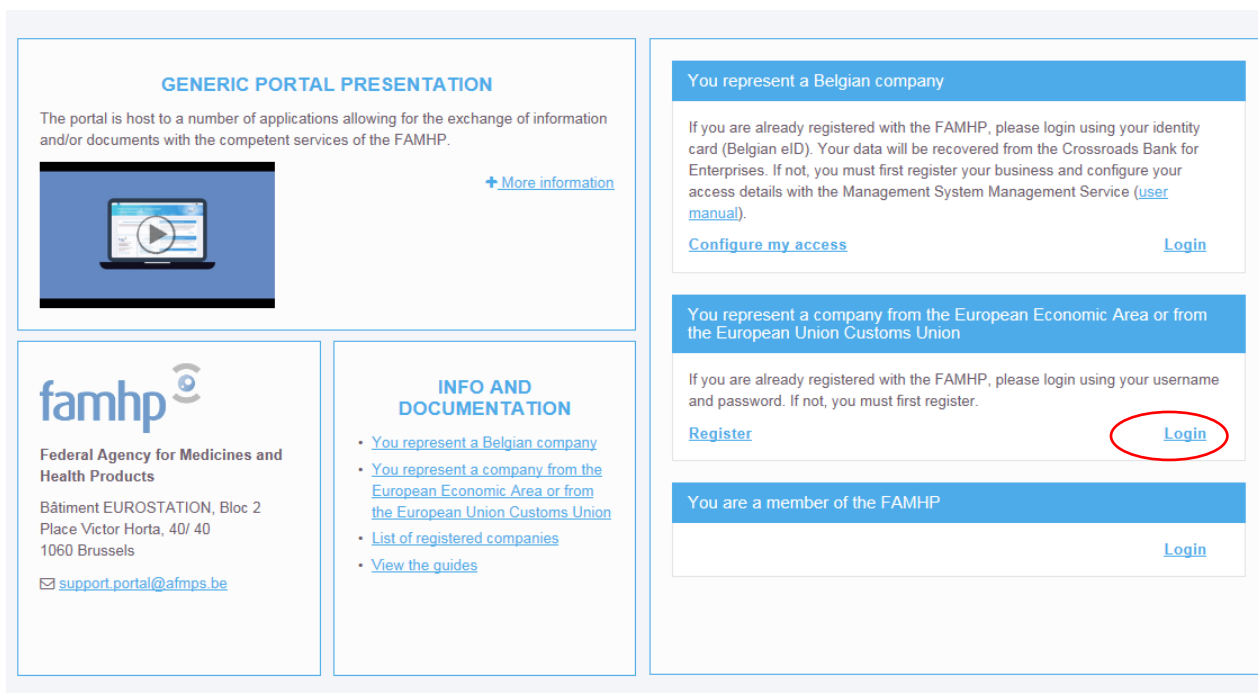 GENERIC PORTAL PRESENTATION
The portal is host to a number of applications allowing for the exchange of information
and/or documents with the competent services of the FAMHP.
More information
famhp
Federal Agency for Medicines and
Health Products
Bâtiment EUROSTATION, Bloc 2
Place Victor Horta, 40/ 40
1060 Brussels
support.portal@afmps.be
INFO AND
DOCUMENTATION
• You represent a Belgian company
• You represent a company from the
European Economic Area or from
the European Union Customs Union
• List of registered companies
• View the guides
You represent a Belgian company
If you are already registered with the FAMHP, please login using your identity
card (Belgian eID). Your data will be recovered from the Crossroads Bank for
Enterprises. If not, you must first register your business and configure your
access details with the Management System Management Service (user
manual).
Configure my access Login
You represent a company from the European Economic Area or from
the European Union Customs Union
If you are already registered with the FAMHP, please login using your username
and password. If not, you must first register.
Register Login
You are a member of the FAMHP
Login